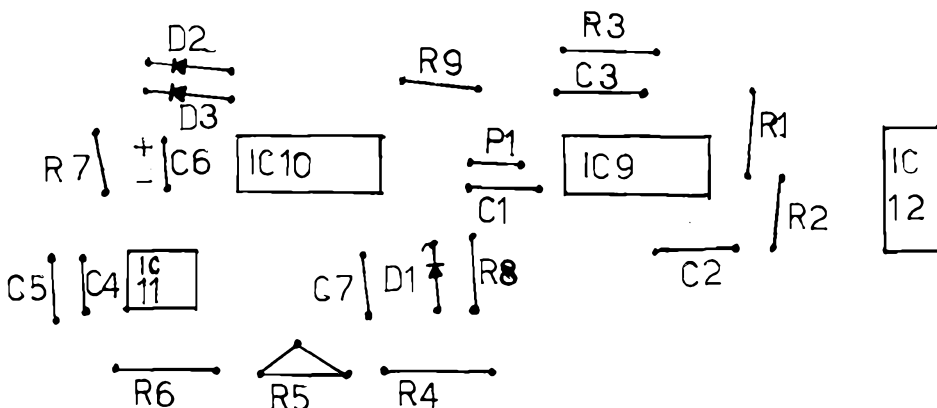 R3
D2
R9
C3
D3
R1
P1
+
R7
C6
IC10
IC9
IC
12
-
C1
R2
C5
C4
IC
11
C7
D1
R8
C2
R6
R5
R4